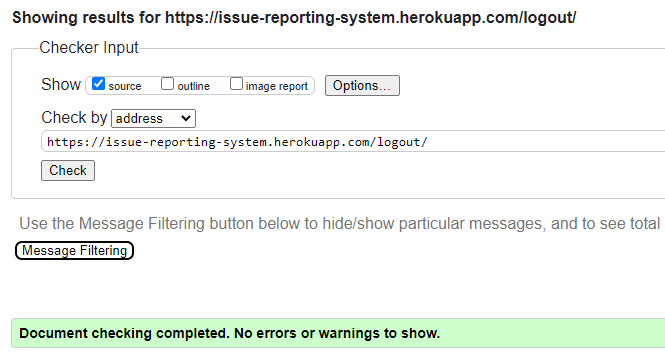 Showing results for https://issue-reporting-system.herokuapp.com/logout/
Checker Input
Show source outline image report Options...
Check by address
https://issue-reporting-system.herokuapp.com/logout/
Check
Use the Message Filtering button below to hide/show particular messages, and to see total
Message Filtering
Document checking completed. No errors or warnings to show.